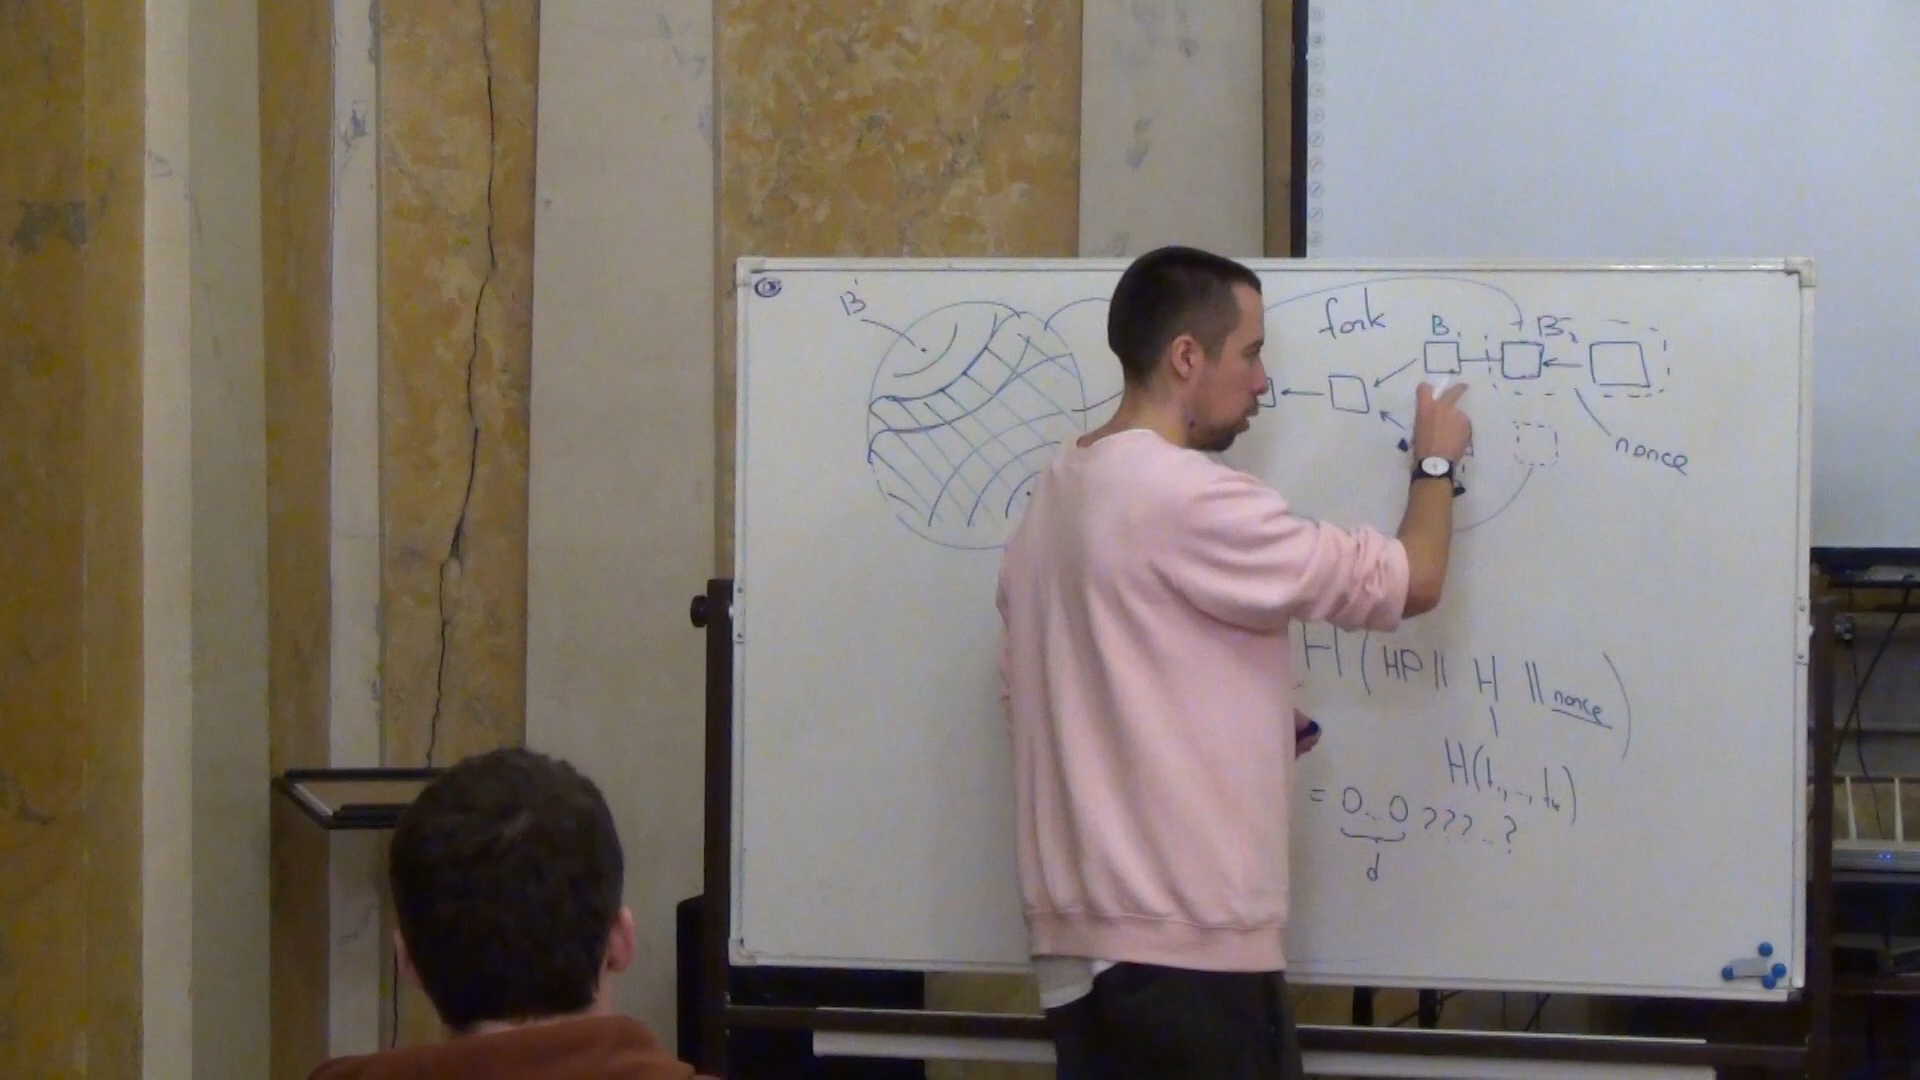 B'
fork
B₁
B₂
nonce
H( HP || H || nonce )
H(t₁,..., tₖ)
= 0...0 ???...?
d